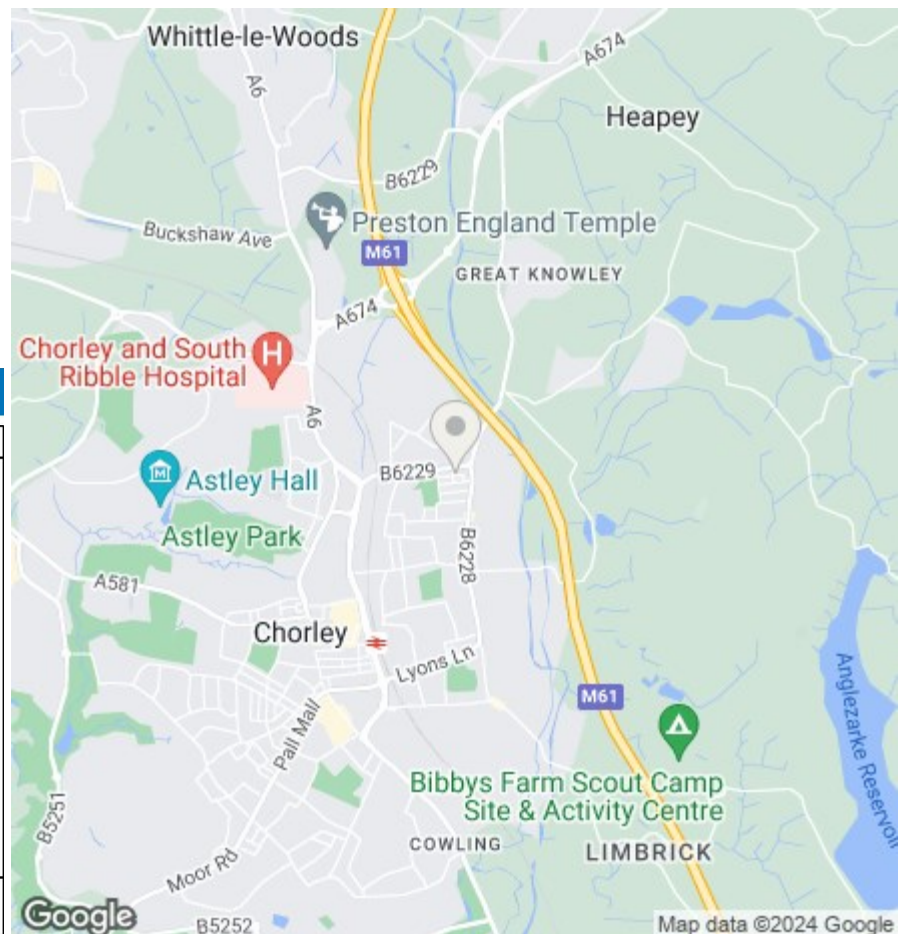 Whittle-le-Woods
A6
A674
Heapey
B6229
Buckshaw Ave
Preston England Temple
M61
GREAT KNOWLEY
A674
Chorley and South
Ribble Hospital
H
A6
B6229
Astley Hall
M
Astley Park
B6228
A581
Chorley
Lyons Ln
M61
Pall Mall
Anglezarke Reservoir
Bibbys Farm Scout Camp
Site & Activity Centre
B5251
COWLING
LIMBRICK
Moor Rd
Google
B5252
Map data ©2024 Google